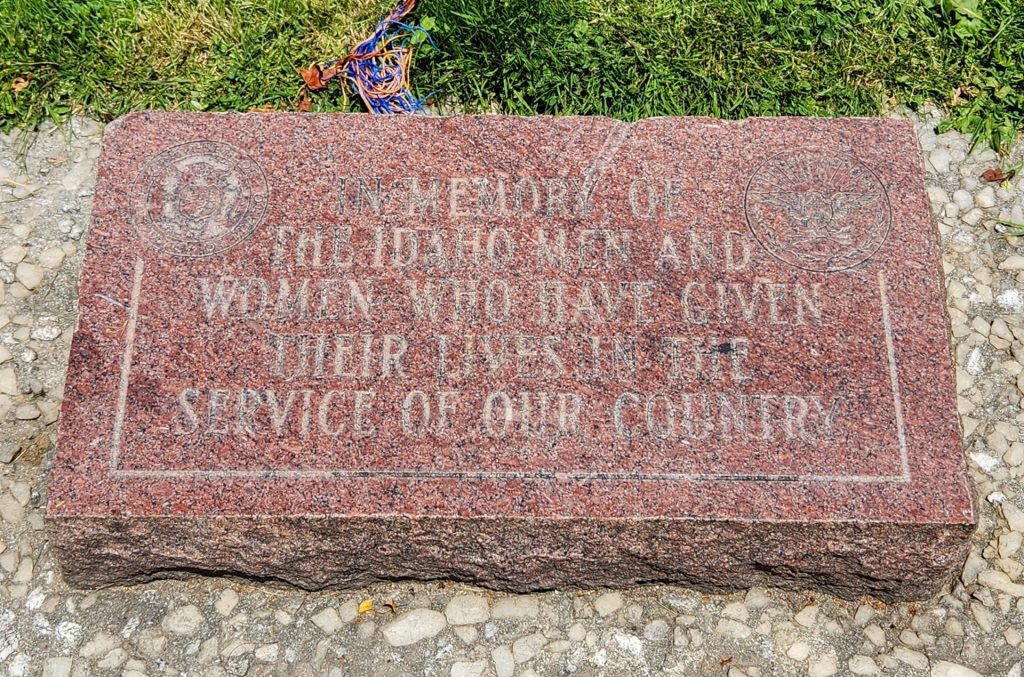 IN MEMORY OF
THE IDAHO MEN AND
WOMEN WHO HAVE GIVEN
THEIR LIVES IN THE
SERVICE OF OUR COUNTRY